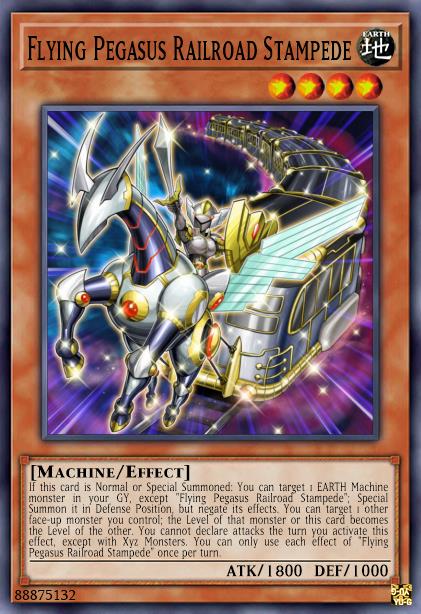 FLYING PEGASUS RAILROAD STAMPEDE
EARTH
地
[MACHINE/EFFECT]
If this card is Normal or Special Summoned: You can target 1 EARTH Machine
monster in your GY, except "Flying Pegasus Railroad Stampede"; Special
Summon it in Defense Position, but negate its effects. You can target 1 other
face-up monster you control; the Level of that monster or this card becomes
the Level of the other. You cannot declare attacks the turn you activate this
effect, except with Xyz Monsters. You can only use each effect of "Flying
Pegasus Railroad Stampede" once per turn.
ATK/1800 DEF/1000
88875132